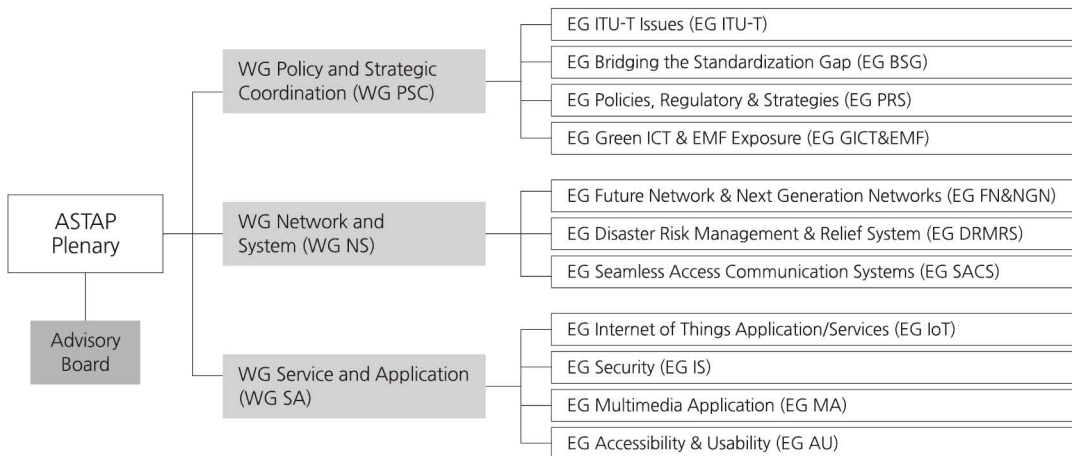 ASTAP
Plenary
Advisory
Board
WG Policy and Strategic
Coordination (WG PSC)
EG ITU-T Issues (EG ITU-T)
EG Bridging the Standardization Gap (EG BSG)
EG Policies, Regulatory & Strategies (EG PRS)
EG Green ICT & EMF Exposure (EG GICT&EMF)
WG Network and
System (WG NS)
EG Future Network & Next Generation Networks (EG FN&NGN)
EG Disaster Risk Management & Relief System (EG DRMRS)
EG Seamless Access Communication Systems (EG SACS)
WG Service and Application
(WG SA)
EG Internet of Things Application/Services (EG IoT)
EG Security (EG IS)
EG Multimedia Application (EG MA)
EG Accessibility & Usability (EG AU)